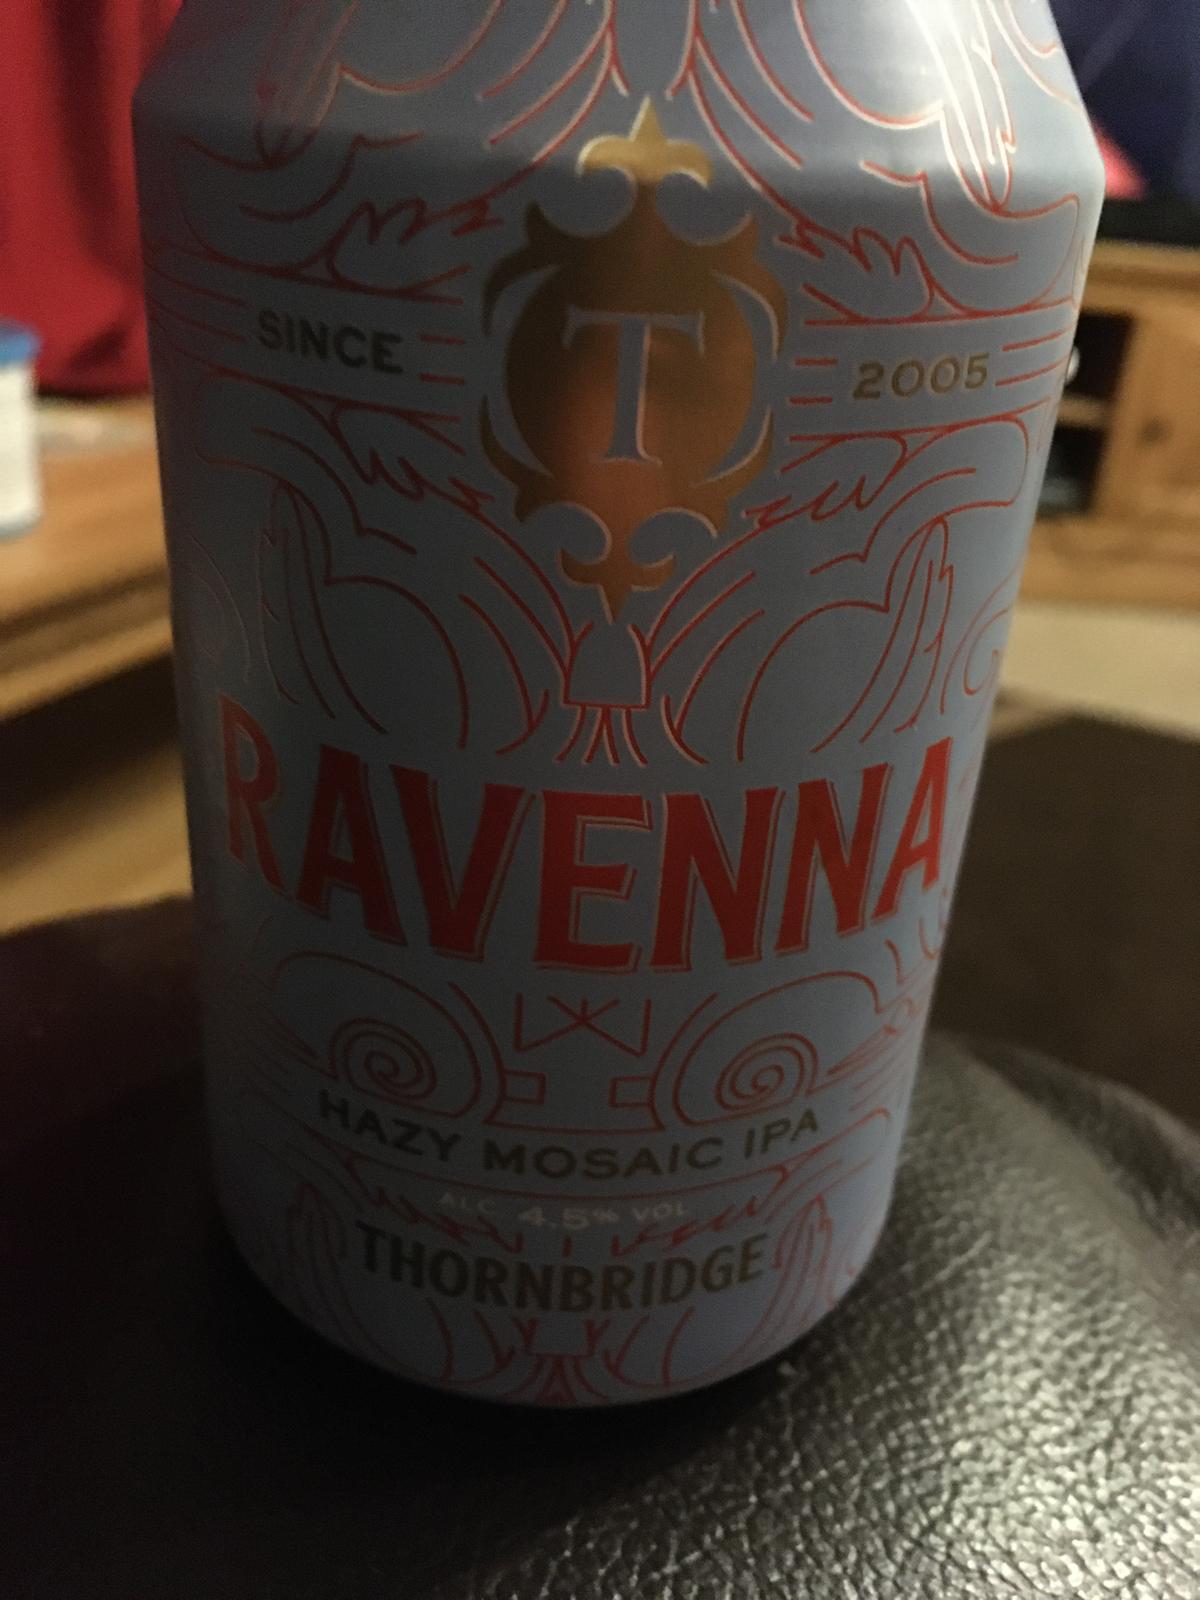 T
SINCE 2005
RAVENNA
HAZY MOSAIC IPA
ALC. 4.5% VOL
THORNBRIDGE